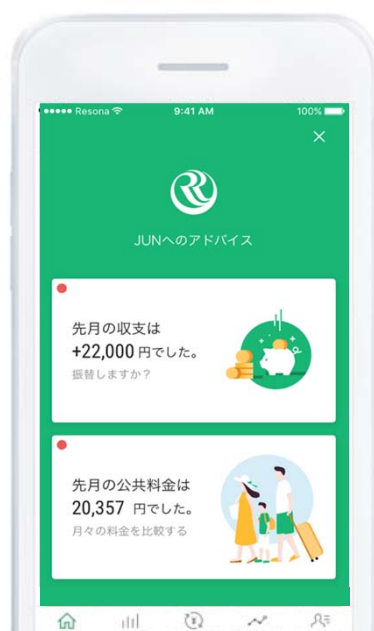 ●●●●● Resona 9:41 AM 100%
×
JUNへのアドバイス
先月の収支は
+22,000 円でした。
振替しますか？
先月の公共料金は
20,357 円でした。
月々の料金を比較する